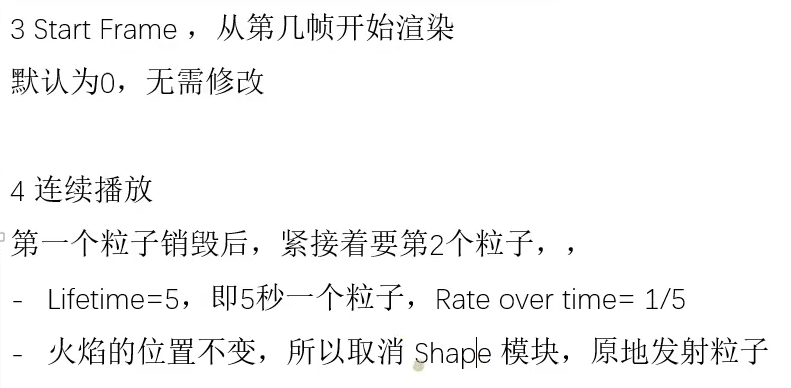 3 Start Frame ，从第几帧开始渲染
默认为0，无需修改
4 连续播放
第一个粒子销毁后，紧接着要第2个粒子，，
- Lifetime=5，即5秒一个粒子，Rate over time= 1/5
- 火焰的位置不变，所以取消 Shape 模块，原地发射粒子